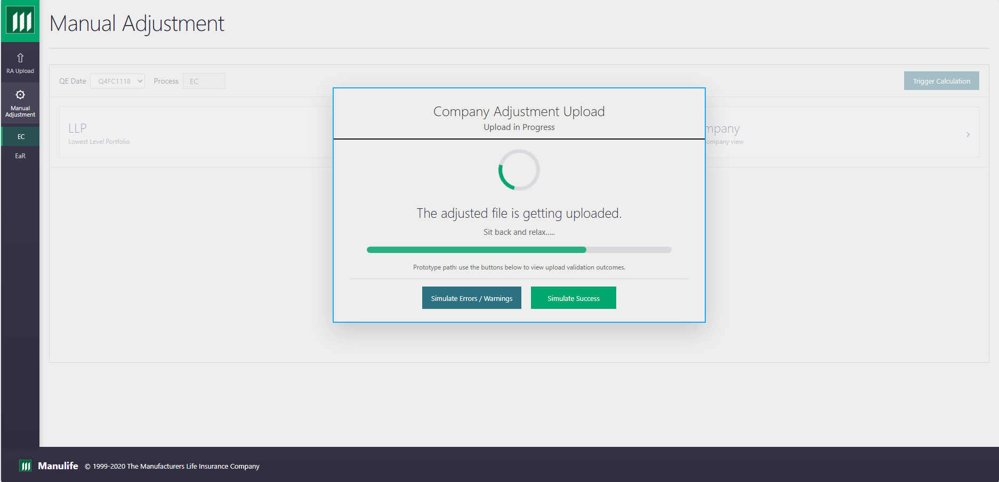 Manual Adjustment
RA Upload
Manual
Adjustment
EC
EaR
QE Date
Q4FC1118
Process
EC
Trigger Calculation
LLP
Lowest Level Portfolio
Company Adjustment Upload
Upload in Progress
The adjusted file is getting uploaded.
Sit back and relax.....
Prototype path: use the buttons below to view upload validation outcomes.
Simulate Errors / Warnings
Simulate Success
mpany
ompany view
Manulife
© 1999-2020 The Manufacturers Life Insurance Company